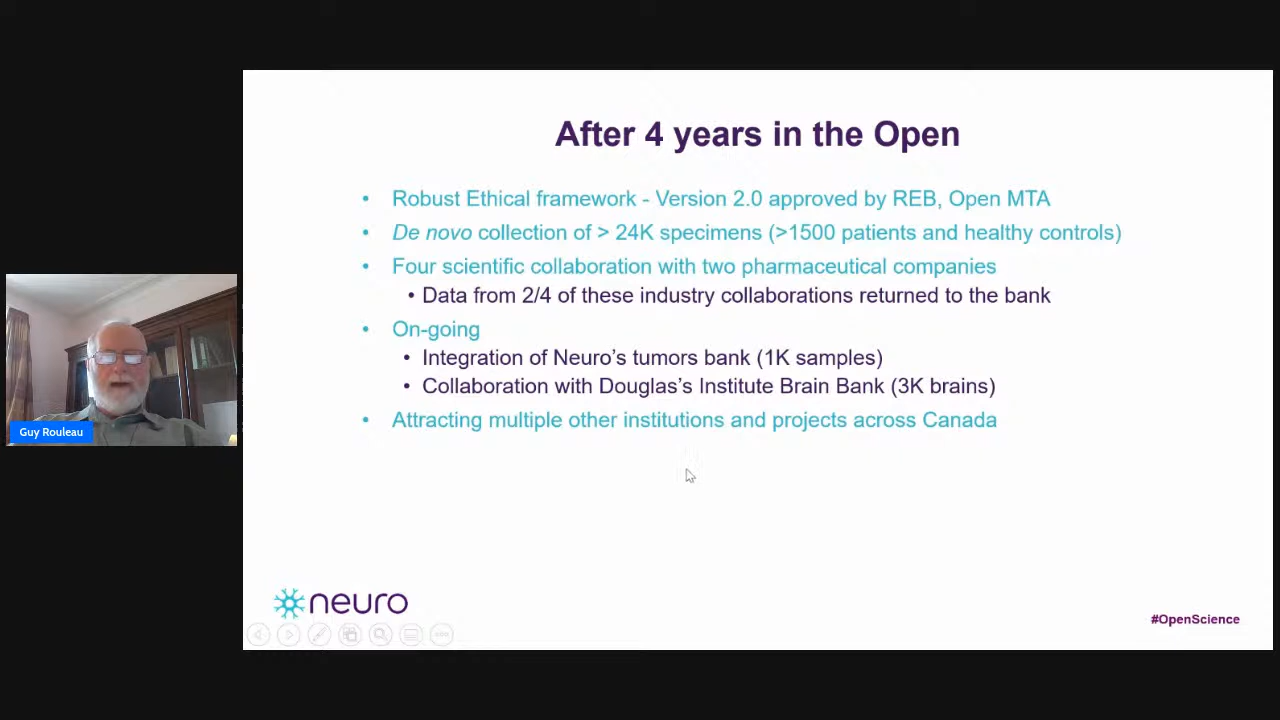 After 4 years in the Open
• Robust Ethical framework - Version 2.0 approved by REB, Open MTA
• De novo collection of > 24K specimens (>1500 patients and healthy controls)
• Four scientific collaboration with two pharmaceutical companies
• Data from 2/4 of these industry collaborations returned to the bank
• On-going
• Integration of Neuro's tumors bank (1K samples)
• Collaboration with Douglas's Institute Brain Bank (3K brains)
• Attracting multiple other institutions and projects across Canada
Guy Rouleau
neuro
#OpenScience